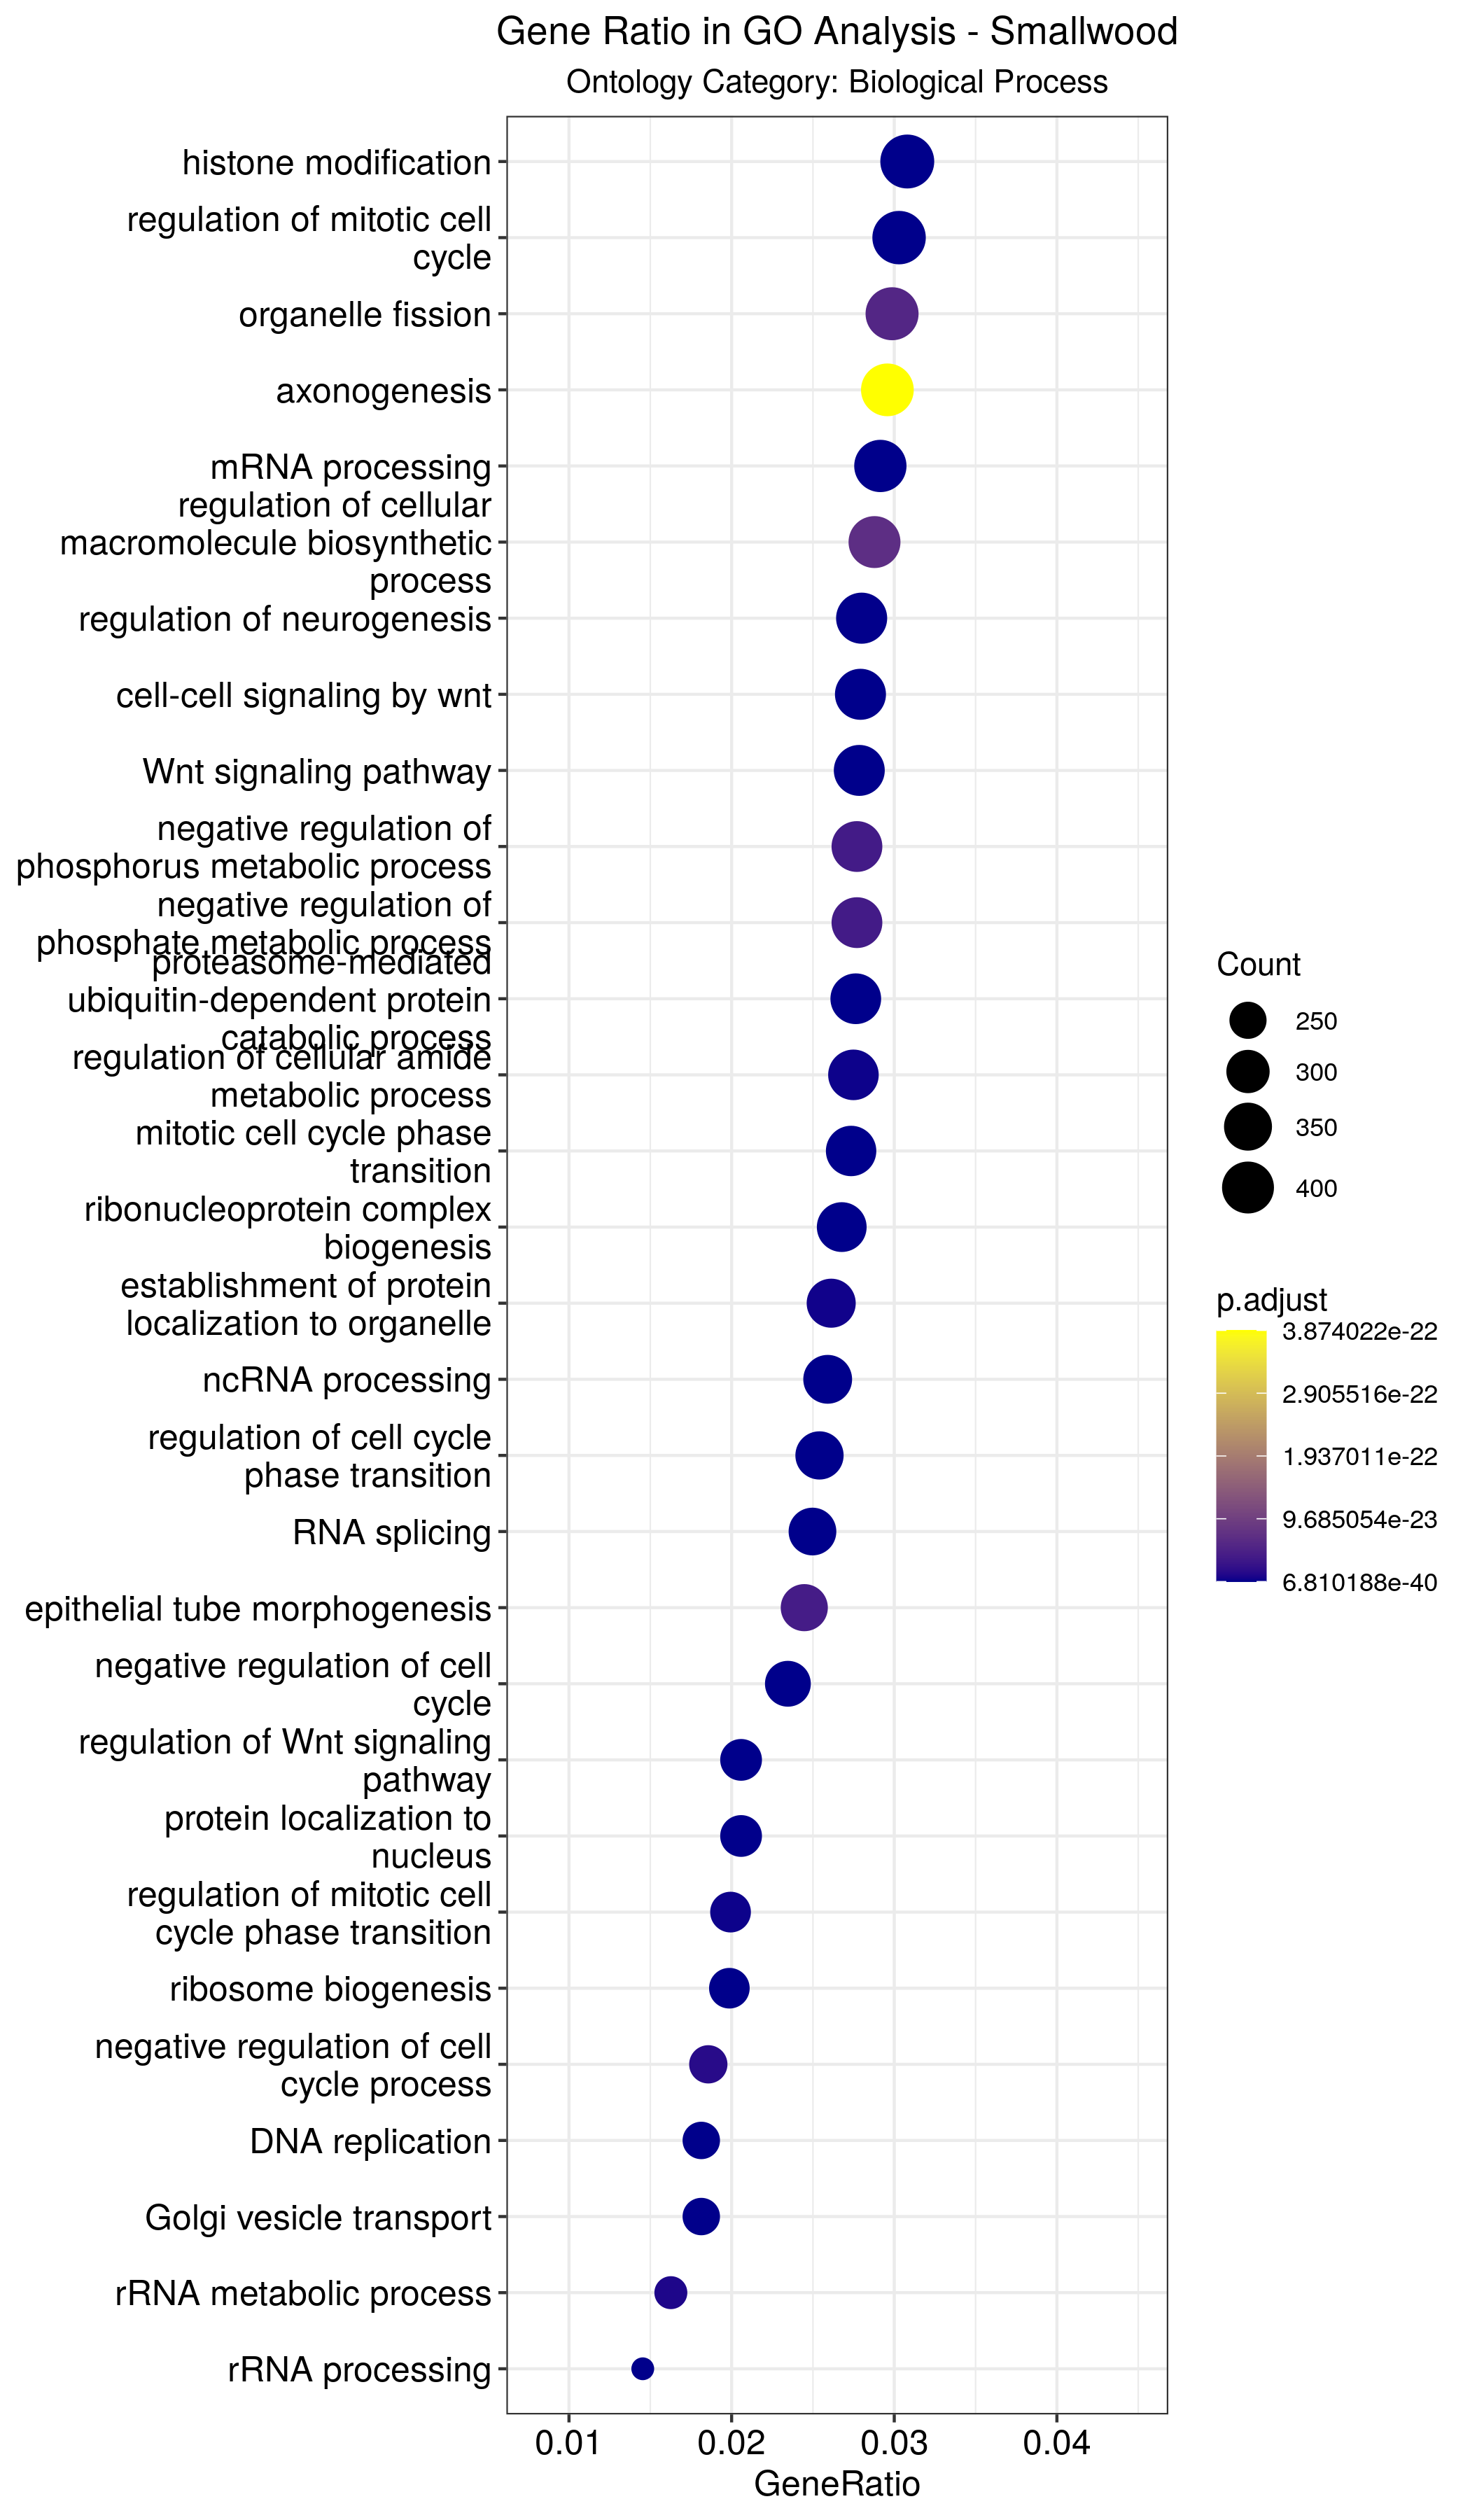 Gene Ratio in GO Analysis - Smallwood
Ontology Category: Biological Process
histone modification
regulation of mitotic cell
cycle
organelle fission
axonogenesis
mRNA processing
regulation of cellular
macromolecule biosynthetic
process
regulation of neurogenesis
cell-cell signaling by wnt
Wnt signaling pathway
negative regulation of
phosphorus metabolic process
negative regulation of
phosphate metabolic process
proteasome-mediated
ubiquitin-dependent protein
catabolic process
regulation of cellular amide
metabolic process
mitotic cell cycle phase
transition
ribonucleoprotein complex
biogenesis
establishment of protein
localization to organelle
ncRNA processing
regulation of cell cycle
phase transition
RNA splicing
epithelial tube morphogenesis
negative regulation of cell
cycle
regulation of Wnt signaling
pathway
protein localization to
nucleus
regulation of mitotic cell
cycle phase transition
ribosome biogenesis
negative regulation of cell
cycle process
DNA replication
Golgi vesicle transport
rRNA metabolic process
rRNA processing
0.01 0.02 0.03 0.04
GeneRatio
Count
250
300
350
400
p.adjust
3.874022e-22
2.905516e-22
1.937011e-22
9.685054e-23
6.810188e-40